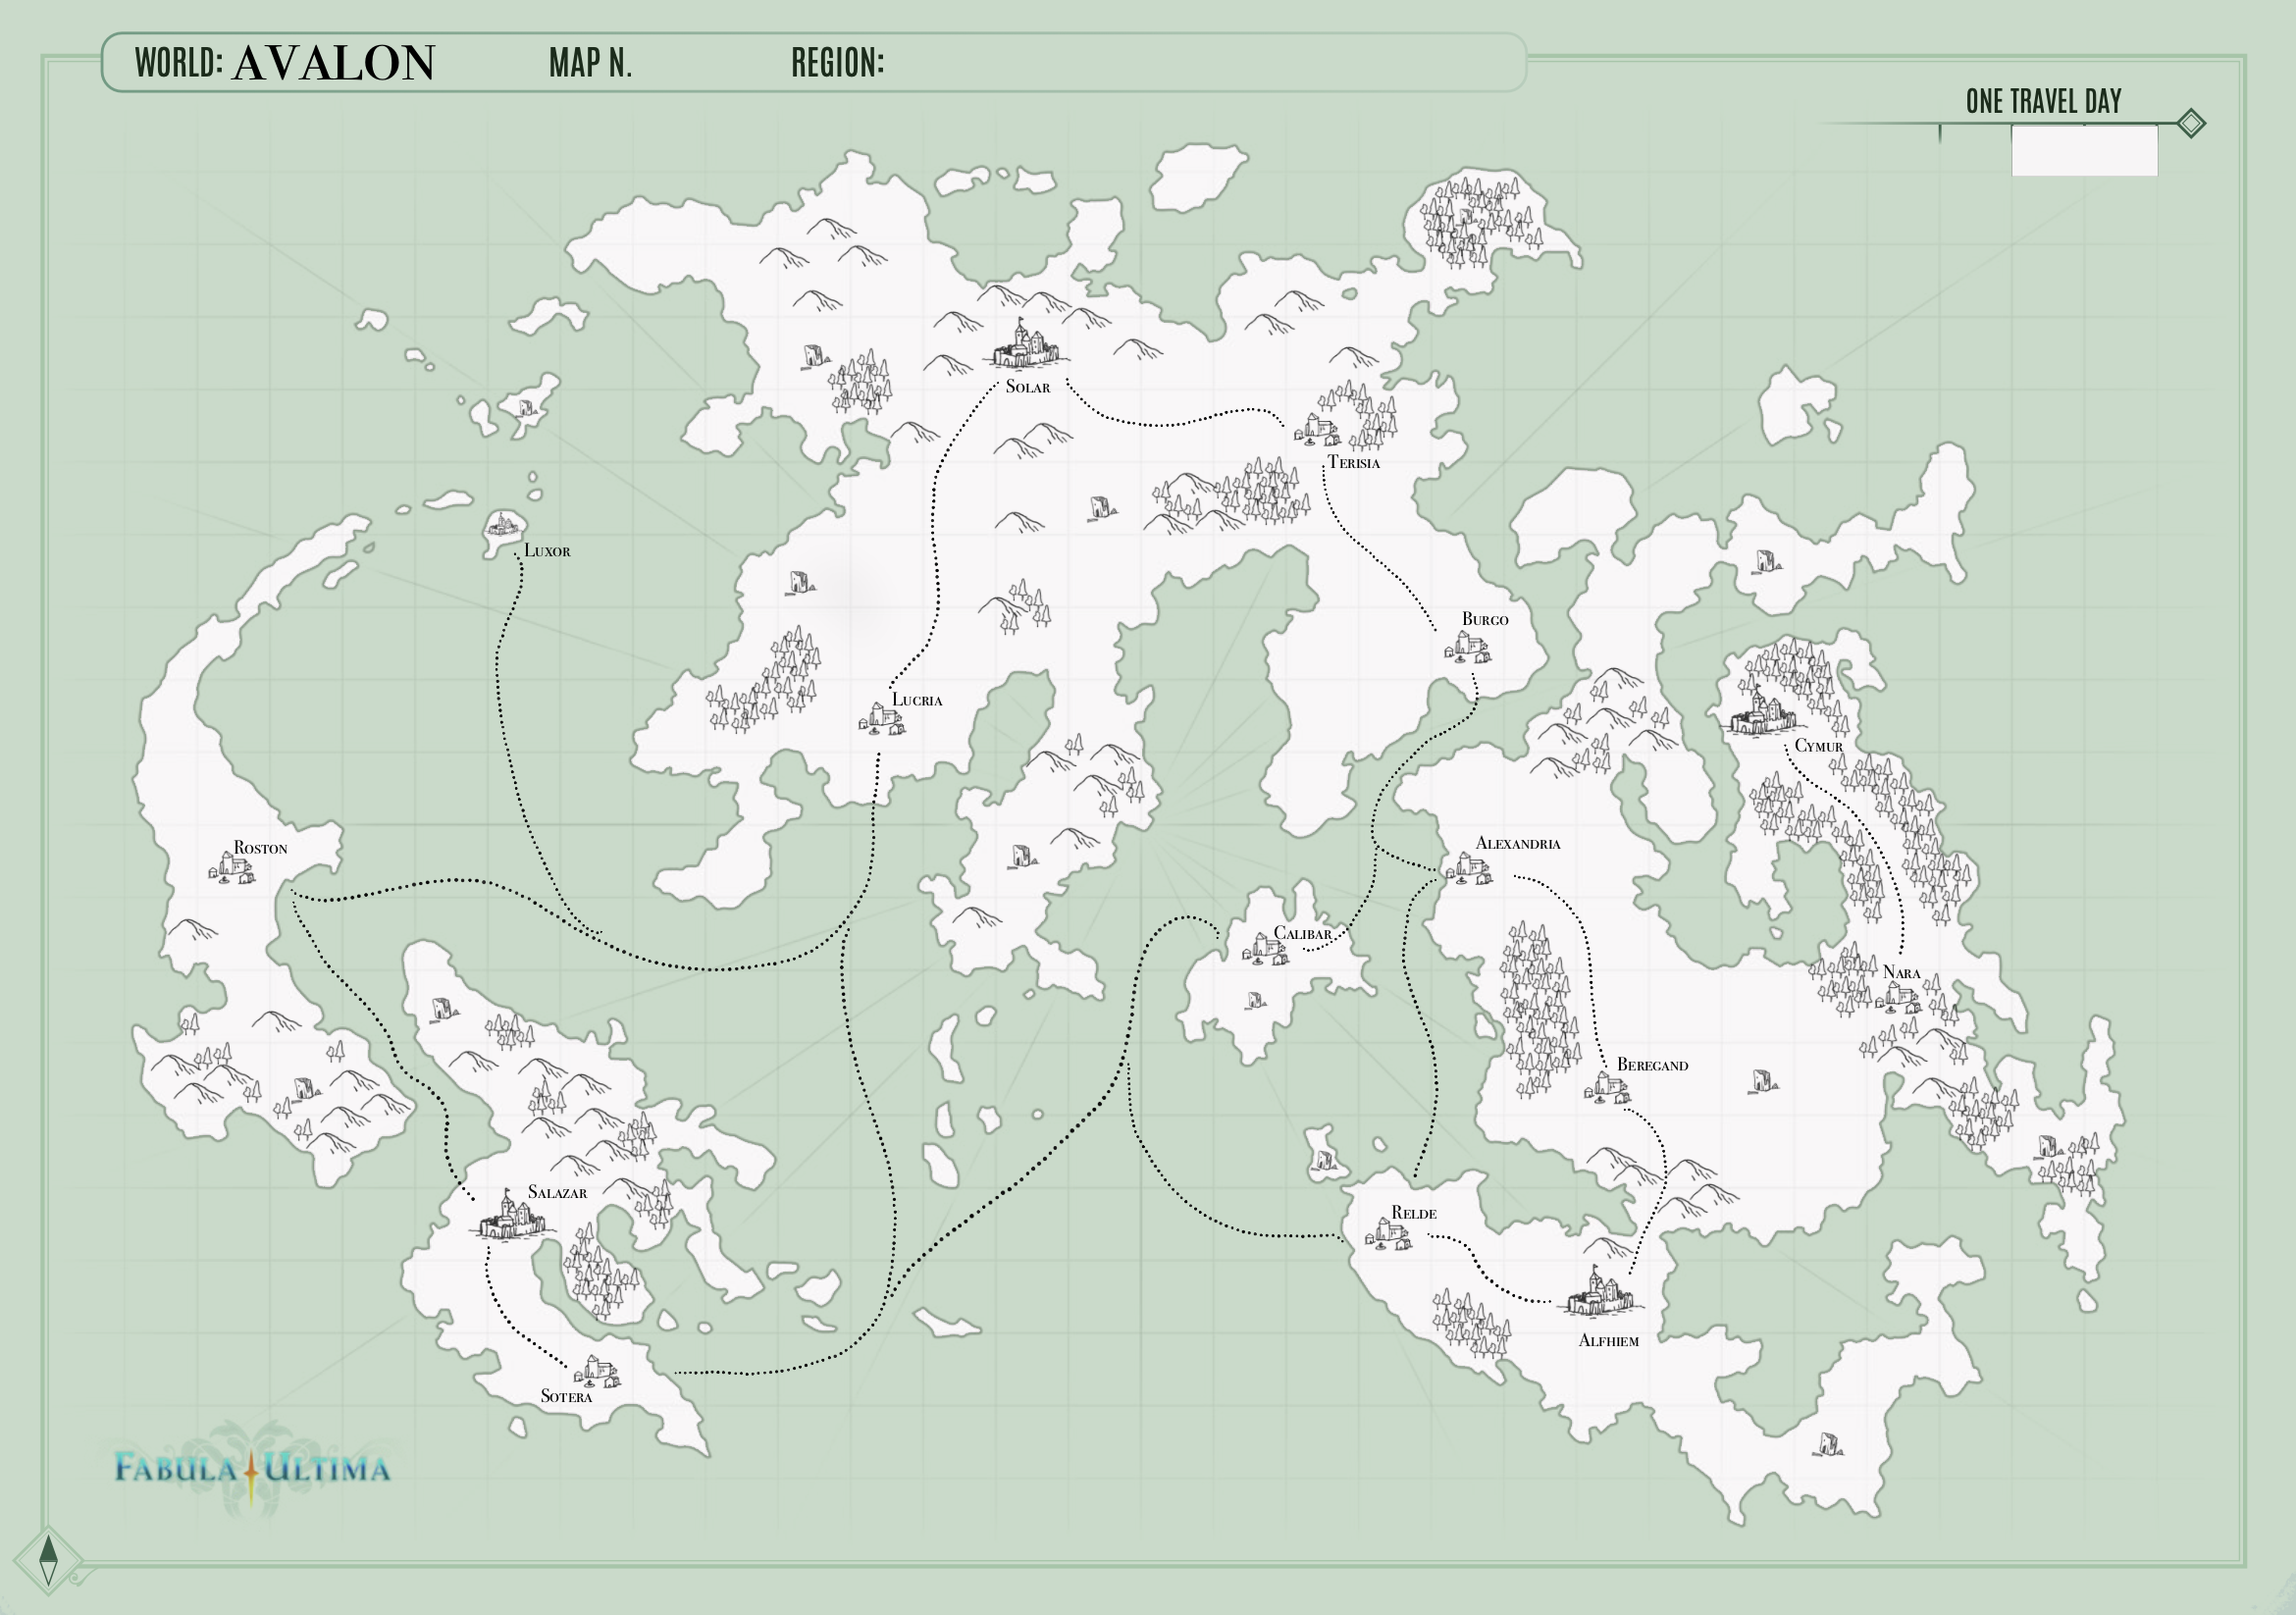 WORLD: AVALON MAP N. REGION:
ONE TRAVEL DAY
Solar
Terisia
Luxor
Burgo
Lucria
Cymur
Alexandria
Roston
Calibar
Nara
Beregand
Salazar
Relde
Alfhiem
Sotera
Fabula Ultima